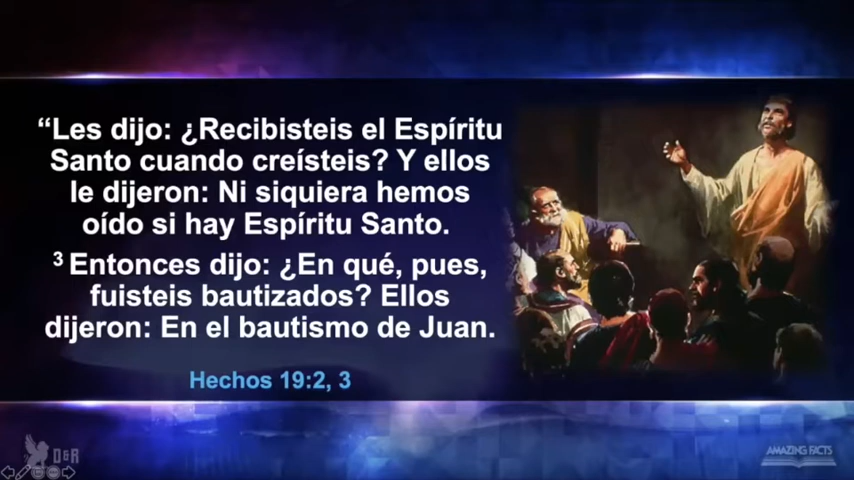 “Les dijo: ¿Recibisteis el Espíritu
Santo cuando creísteis? Y ellos
le dijeron: Ni siquiera hemos
oído si hay Espíritu Santo.
3 Entonces dijo: ¿En qué, pues,
fuisteis bautizados? Ellos
dijeron: En el bautismo de Juan.
Hechos 19:2, 3
D&R
AMAZING FACTS